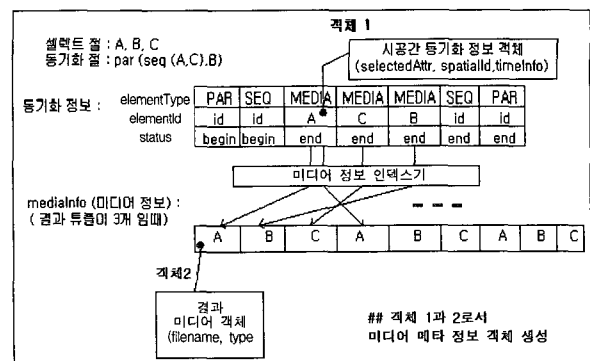 객체 1
셀렉트 절 : A, B, C
동기화 절 : par (seq (A,C),B)
시공간 동기화 정보 객체
(selectedAttr, spatialId,timeInfo)
동기화 정보 :
elementType PAR SEQ MEDIA MEDIA MEDIA SEQ PAR
elementId id id A C B id id
status begin begin end end end end end
미디어 정보 인덱스기
mediaInfo (미디어 정보) :
( 결과 튜플이 3개 임때)
A B C A B C A B C
객체2
결과
미디어 객체
(filename, type
## 객체 1과 2로서
미디어 메타 정보 객체 생성